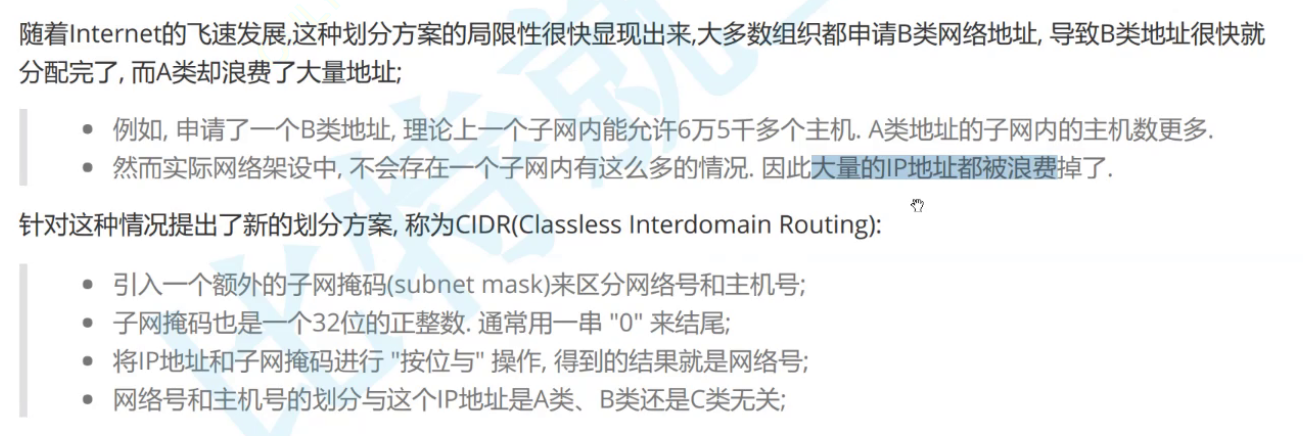 随着Internet的飞速发展,这种划分方案的局限性很快显现出来,大多数组织都申请B类网络地址, 导致B类地址很快就
分配完了, 而A类却浪费了大量地址;
例如, 申请了一个B类地址, 理论上一个子网内能允许6万5千多个主机. A类地址的子网内的主机数更多.
然而实际网络架设中, 不会存在一个子网内有这么多的情况. 因此大量的IP地址都被浪费掉了.
针对这种情况提出了新的划分方案, 称为CIDR(Classless Interdomain Routing):
引入一个额外的子网掩码(subnet mask)来区分网络号和主机号;
子网掩码也是一个32位的正整数. 通常用一串 "0" 来结尾;
将IP地址和子网掩码进行 "按位与" 操作, 得到的结果就是网络号;
网络号和主机号的划分与这个IP地址是A类、B类还是C类无关;
比特就